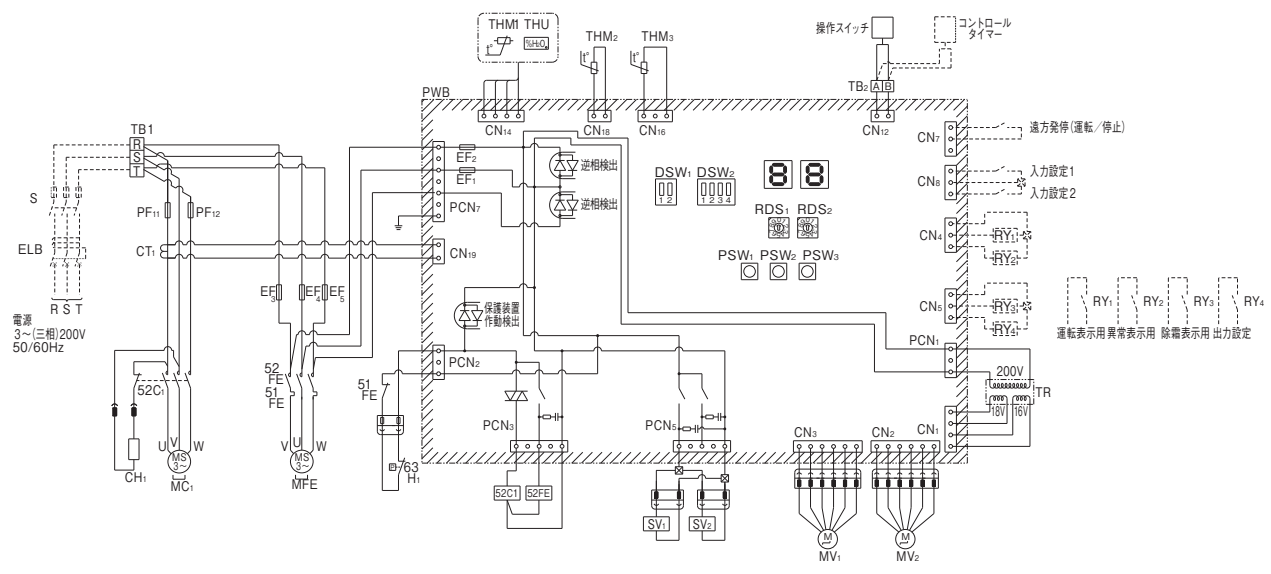 THM1 THU
t°
%H₂O
THM₂
t°
THM₃
t°
操作スイッチ
コントロール
タイマー
TB₂ A B
PWB
CN₁₄
CN₁₈
CN₁₆
CN₁₂
TB1
R
S
T
S
ELB
R S T
電源
3～(三相)200V
50/60Hz
PF₁₁
PF₁₂
CT₁
EF₃
EF₄
EF₅
EF₂
EF₁
逆相検出
逆相検出
PCN₇
CN₁₉
保護装置
作動検出
PCN₂
DSW₁
1 2
DSW₂
1 2 3 4
8 8
RDS₁ RDS₂
PSW₁ PSW₂ PSW₃
CN₇
遠方発停(運転／停止)
CN₈
入力設定1
入力設定2
CN₄
RY₁
RY₂
CN₅
RY₃
RY₄
RY₁
RY₂
RY₃
RY₄
運転表示用
異常表示用
除霜表示用
出力設定
PCN₁
200V
18V
16V
TR
CN₁
52C₁
CH₁
U V W
MS
3～
MC₁
52
FE
51
FE
V U W
MS
3～
MFE
51
FE
P
63
H₁
PCN₃
52C1
52FE
PCN₅
SV₁
SV₂
CN₃
M
MV₁
CN₂
M
MV₂